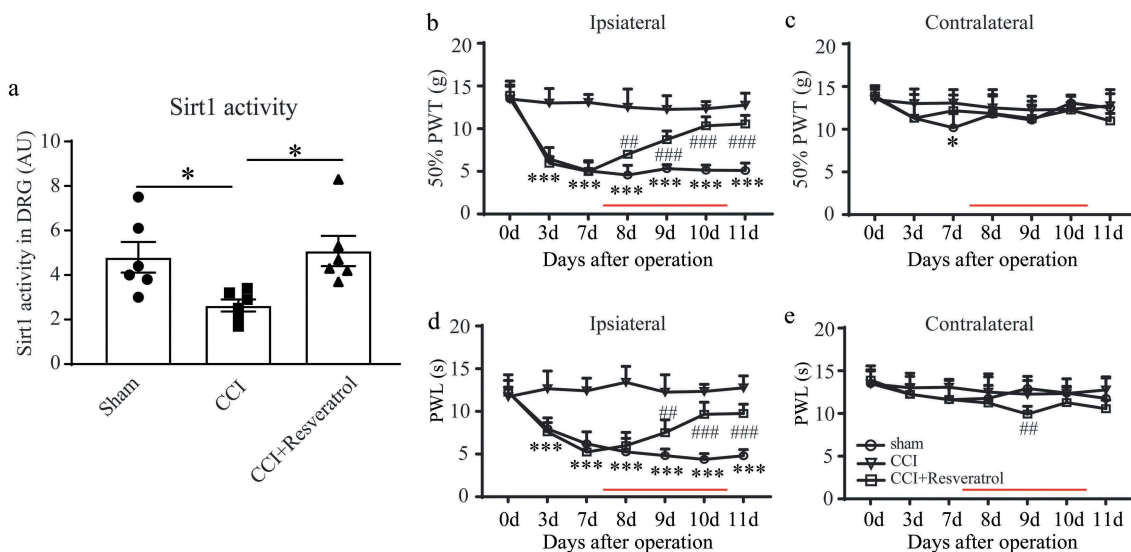 a
Sirt1 activity
Sirt1 activity in DRG (AU)
10
8
6
4
2
0
*
*
Sham
CCI
CCI+Resveratrol
b
Ipsiateral
50% PWT (g)
20
15
10
5
0
##
###
###
###
***
***
***
***
***
***
0d 3d 7d 8d 9d 10d 11d
Days after operation
c
Contralateral
50% PWT (g)
20
15
10
5
0
*
0d 3d 7d 8d 9d 10d 11d
Days after operation
d
Ipsiateral
PWL (s)
20
15
10
5
0
##
###
###
***
***
***
***
***
***
0d 3d 7d 8d 9d 10d 11d
Days after operation
e
Contralateral
PWL (s)
20
15
10
5
0
##
sham
CCI
CCI+Resveratrol
0d 3d 7d 8d 9d 10d 11d
Days after operation